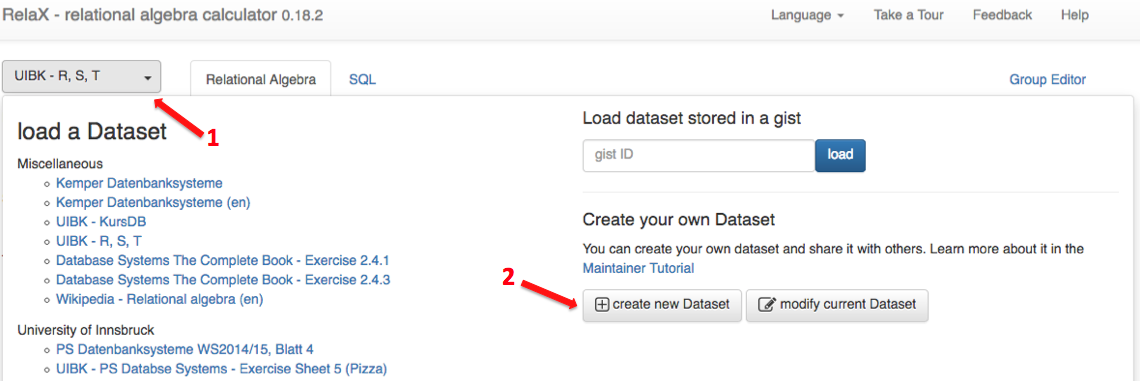 RelaX - relational algebra calculator 0.18.2
Language
Take a Tour
Feedback
Help
UIBK - R, S, T
Relational Algebra
SQL
Group Editor
1
load a Dataset
Miscellaneous
Kemper Datenbanksysteme
Kemper Datenbanksysteme (en)
UIBK - KursDB
UIBK - R, S, T
Database Systems The Complete Book - Exercise 2.4.1
Database Systems The Complete Book - Exercise 2.4.3
Wikipedia - Relational algebra (en)
University of Innsbruck
PS Datenbanksysteme WS2014/15, Blatt 4
UIBK - PS Databse Systems - Exercise Sheet 5 (Pizza)
Load dataset stored in a gist
gist ID
load
Create your own Dataset
You can create your own dataset and share it with others. Learn more about it in the
Maintainer Tutorial
2
create new Dataset
modify current Dataset